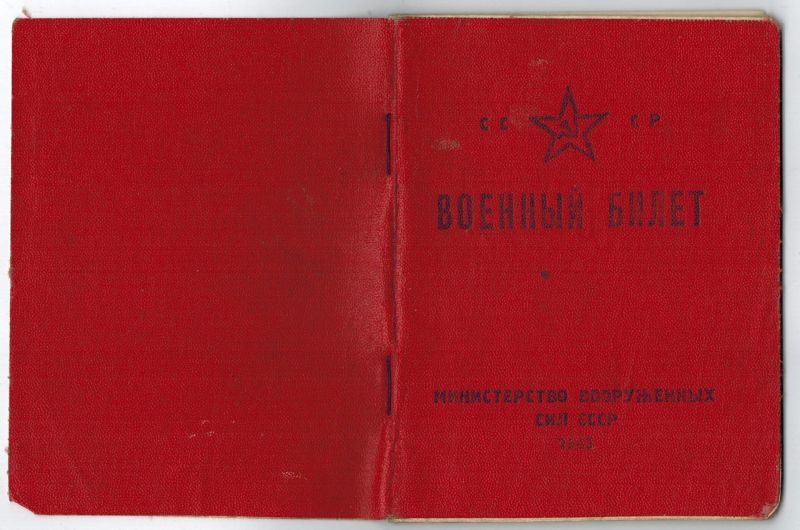 СС СР
ВОЕННЫЙ БИЛЕТ
МИНИСТЕРСТВО ВООРУЖЕННЫХ
СИЛ СССР